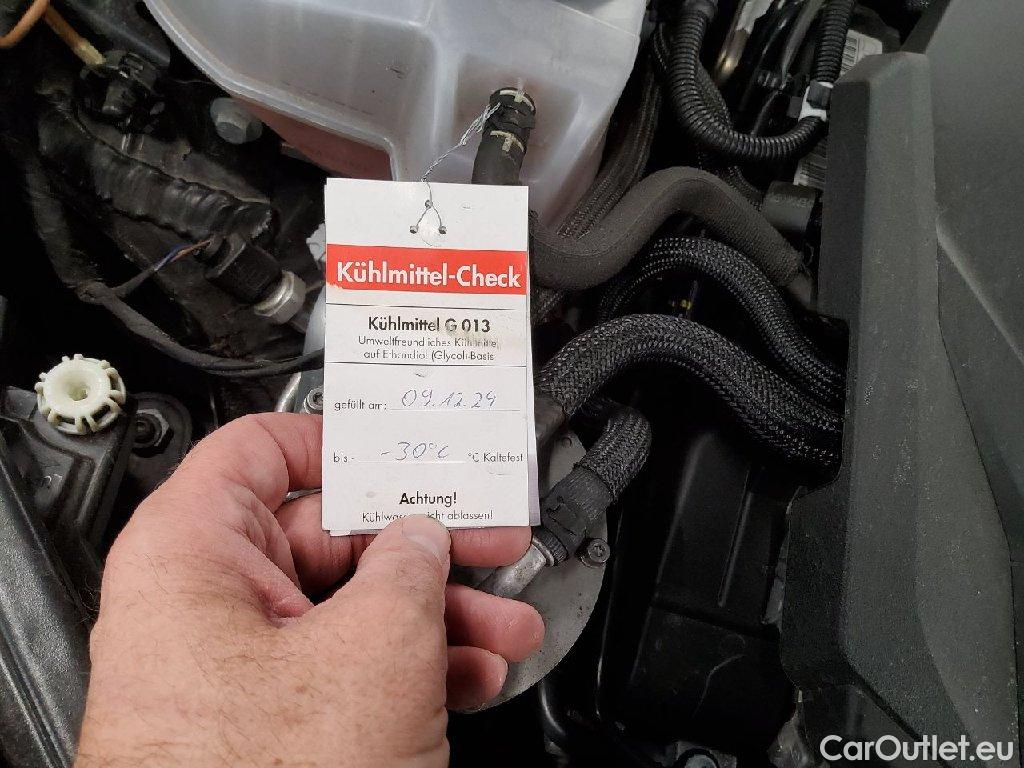 Kühlmittel-Check
Kühlmittel G 013
Umweltfreundliches Kühlmittel
auf Ethandiol (Glycol)-Basis
gefüllt am: 09.12.24
bis - -30°C °C Kältefest
Achtung!
Kühlwasser nicht ablassen!
CarOutlet.eu